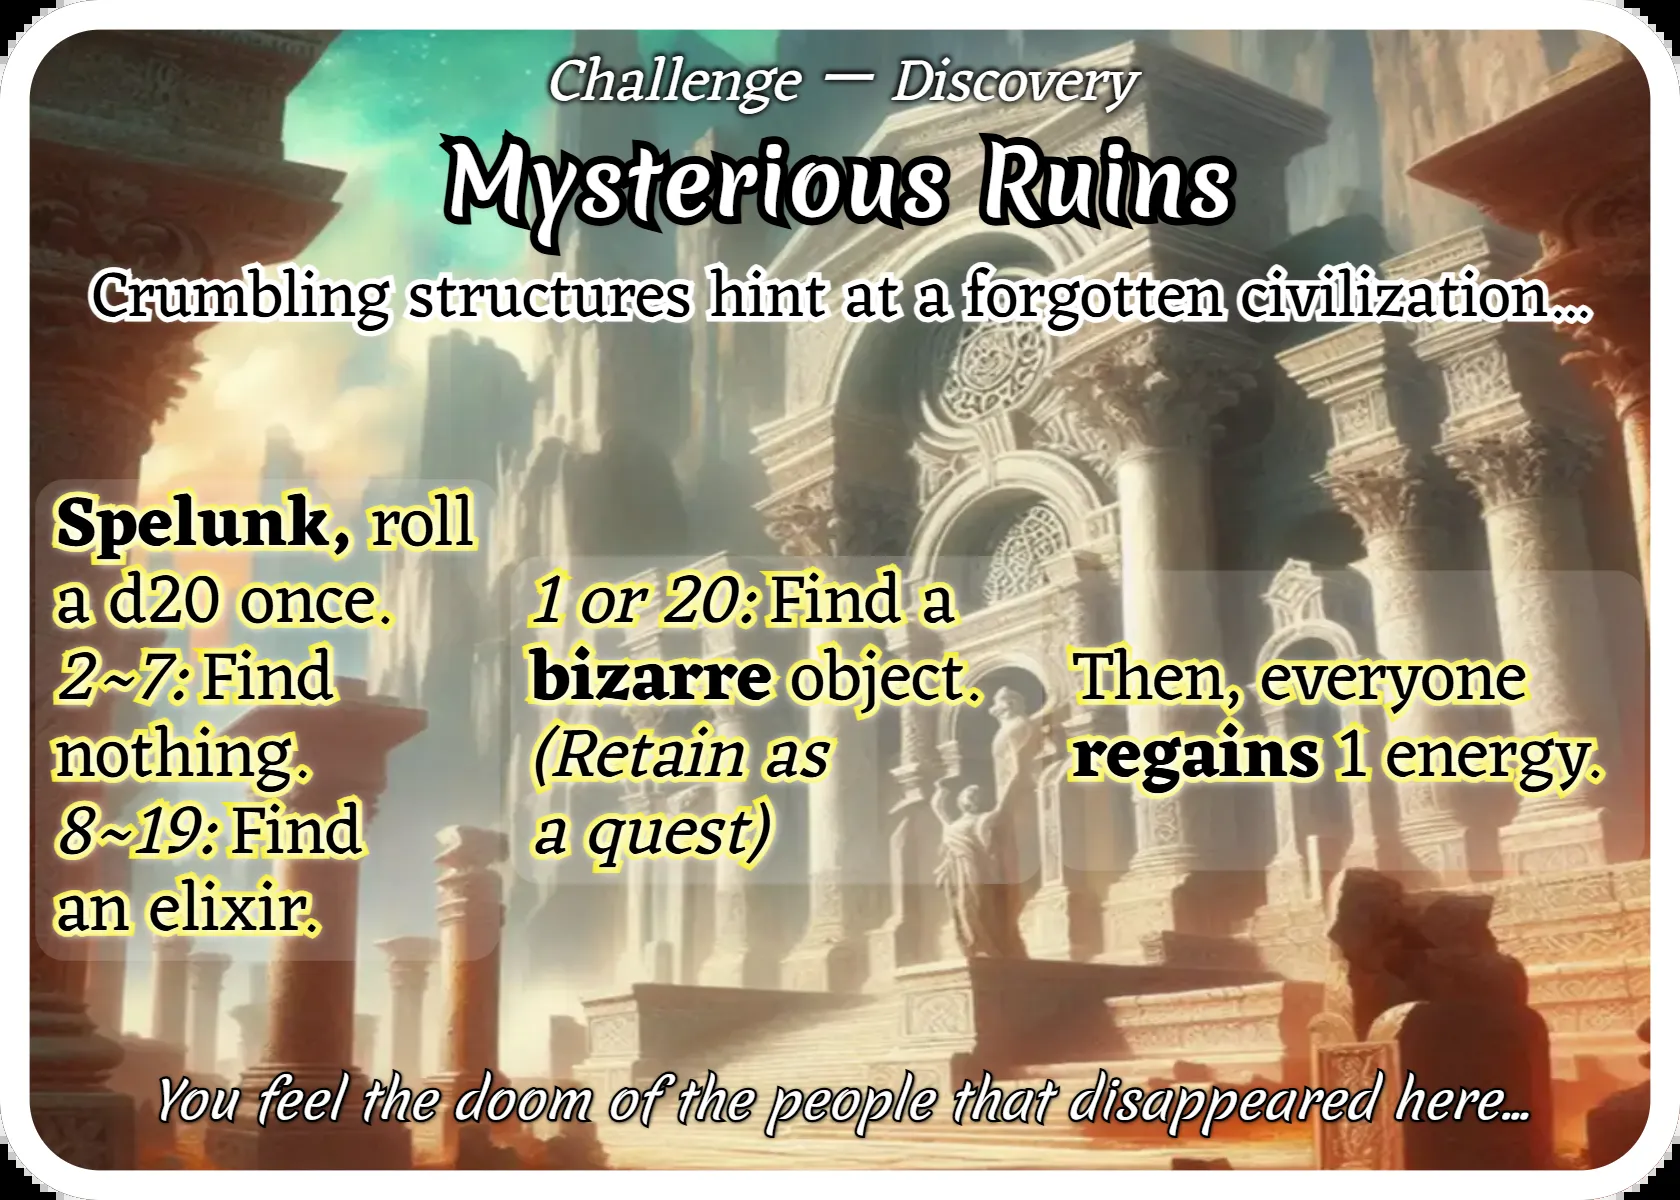 Challenge — Discovery
Mysterious Ruins
Crumbling structures hint at a forgotten civilization...
Spelunk, roll
a d20 once.
2~7: Find
nothing.
8~19: Find
an elixir.
1 or 20: Find a
bizarre object.
(Retain as
a quest)
Then, everyone
regains 1 energy.
You feel the doom of the people that disappeared here...